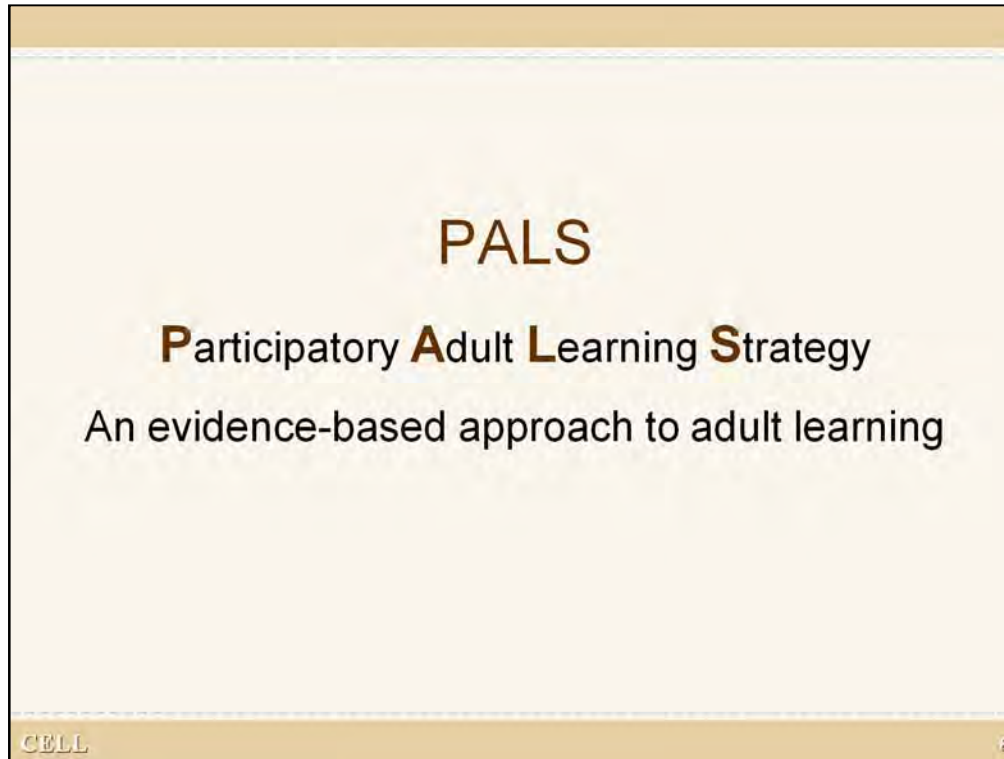 PALS
Participatory Adult Learning Strategy
An evidence-based approach to adult learning
CELL